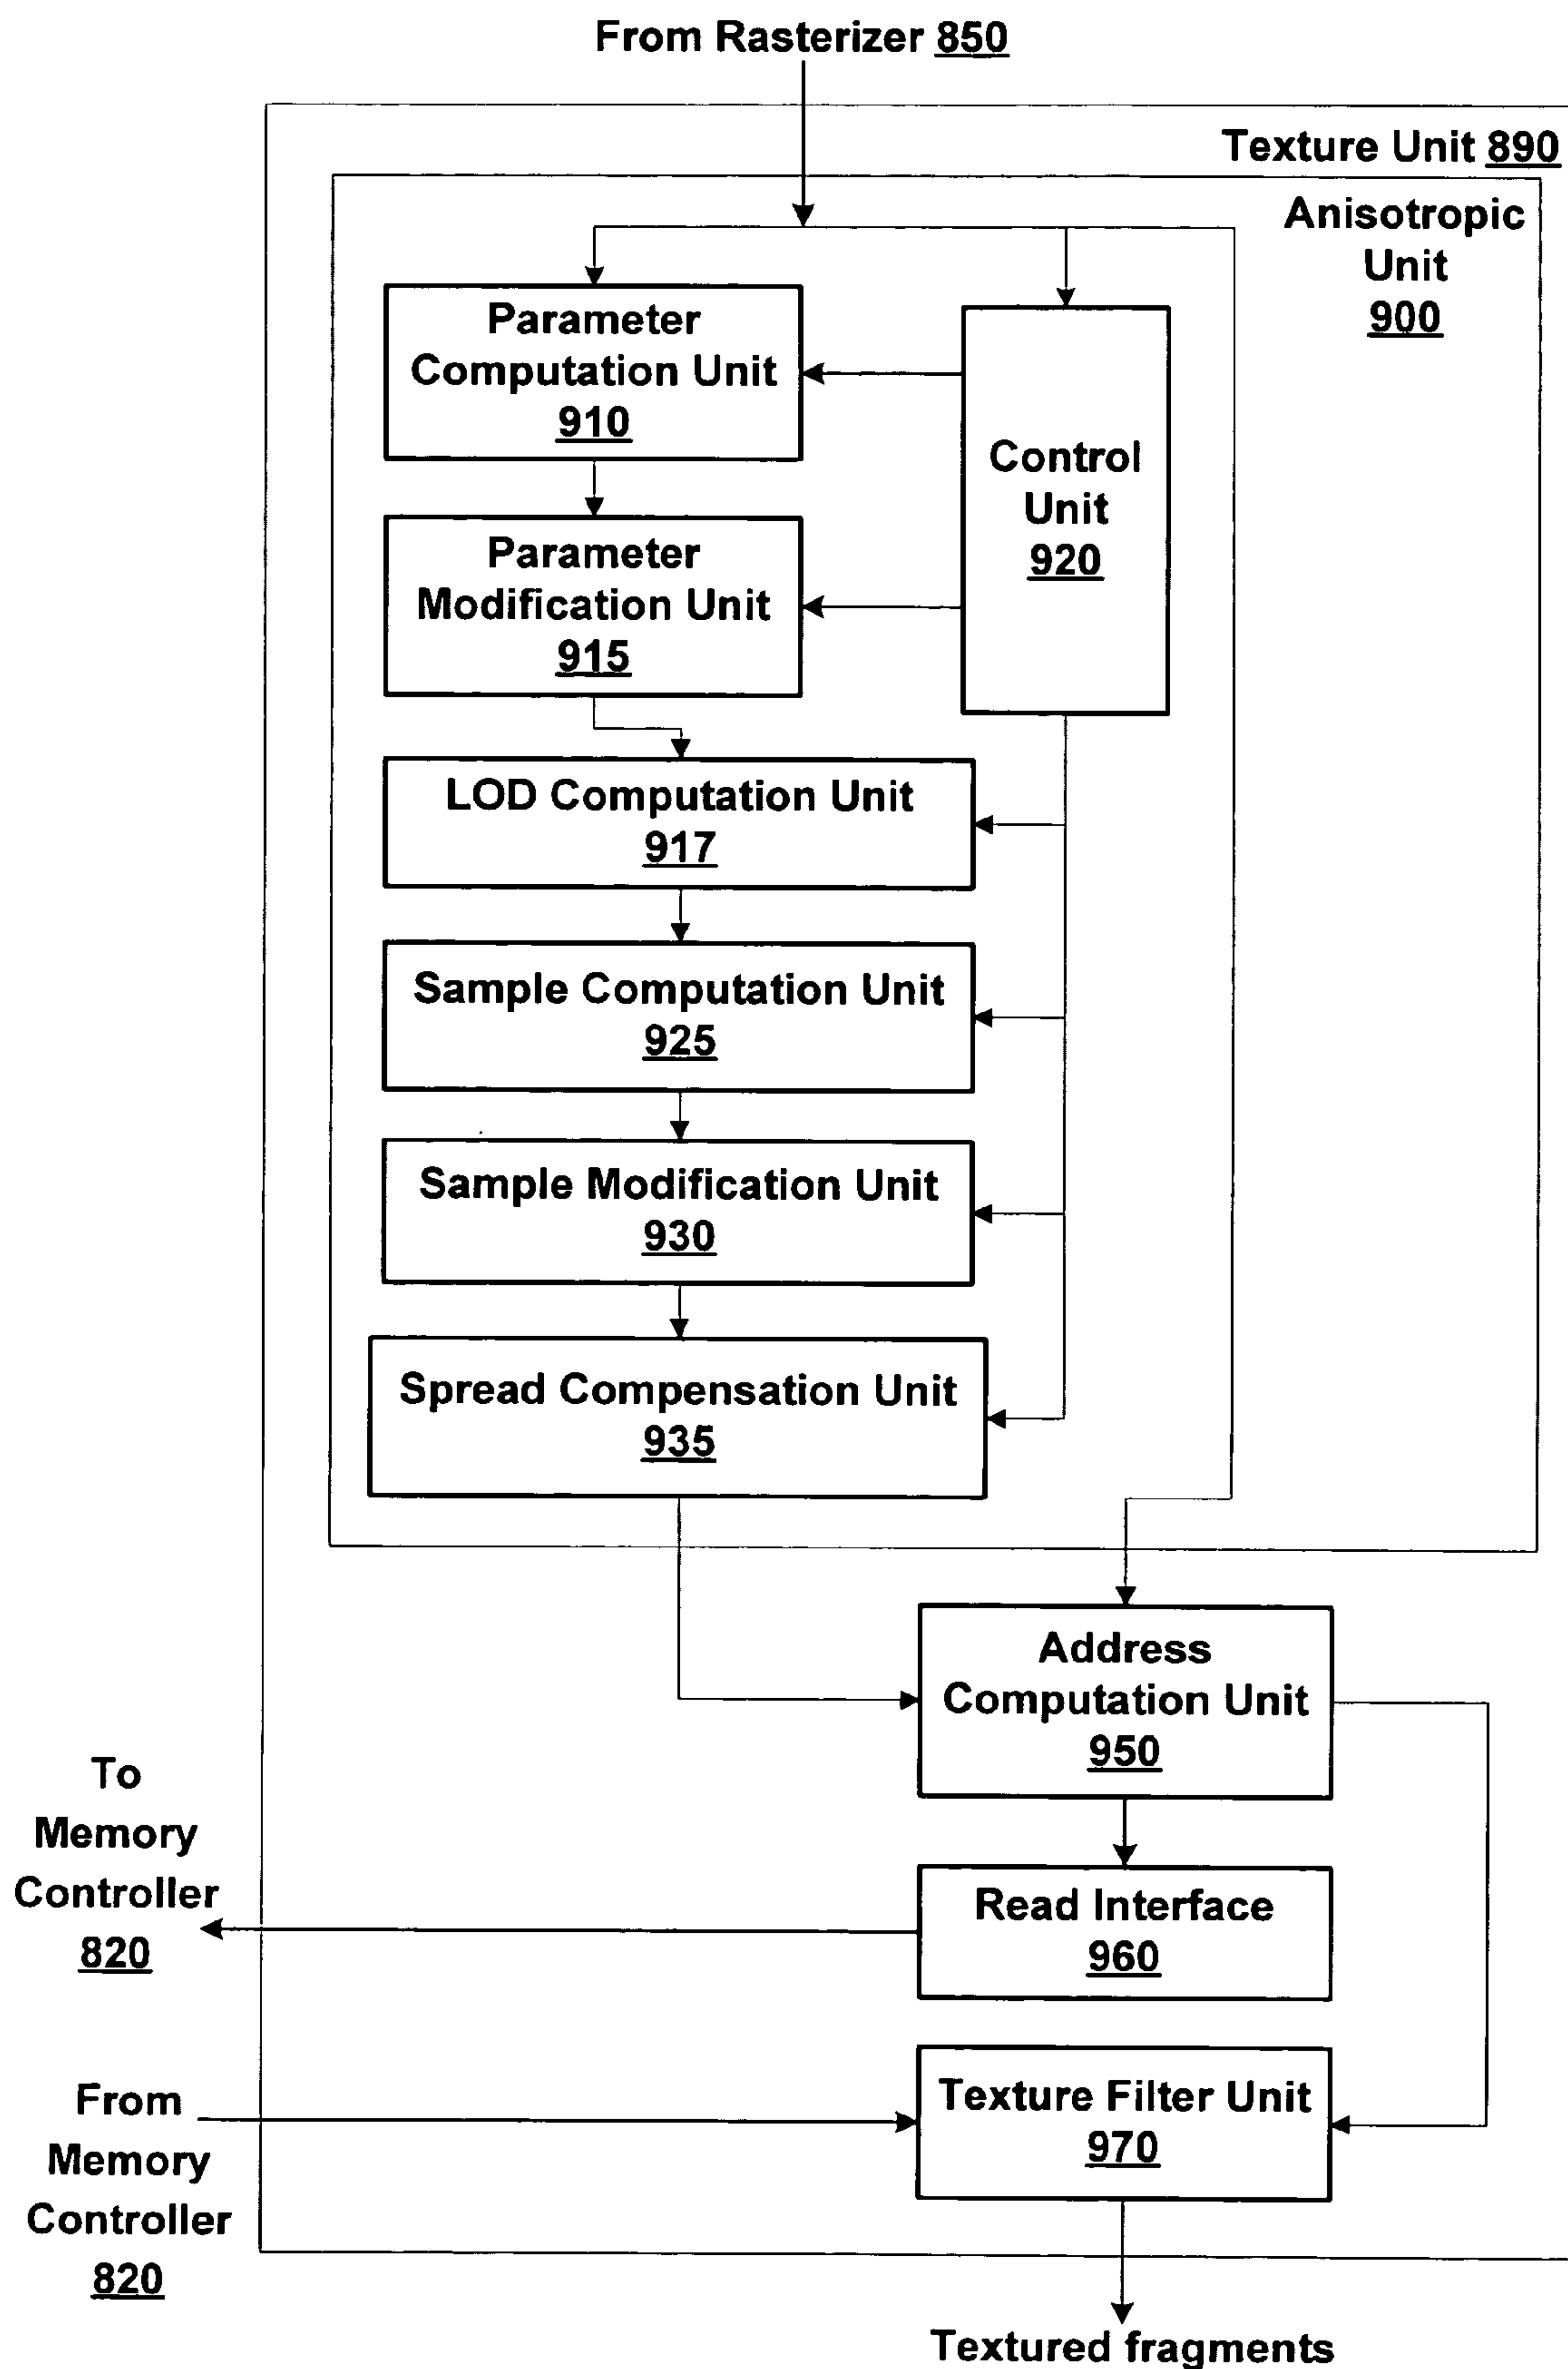 From Rasterizer 850
Texture Unit 890
Anisotropic
Unit
900
Parameter
Computation Unit
910
Control
Unit
920
Parameter
Modification Unit
915
LOD Computation Unit
917
Sample Computation Unit
925
Sample Modification Unit
930
Spread Compensation Unit
935
Address
Computation Unit
950
To
Memory
Controller
820
Read Interface
960
From
Memory
Controller
820
Texture Filter Unit
970
Textured fragments